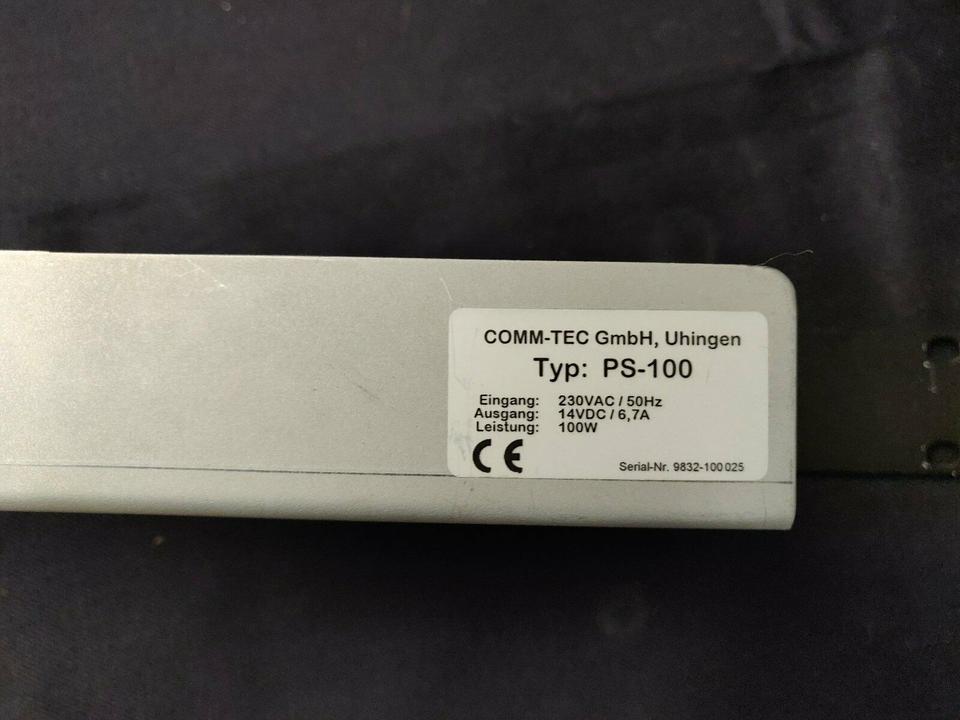 COMM-TEC GmbH, Uhingen
Typ: PS-100
Eingang: 230VAC / 50Hz
Ausgang: 14VDC / 6,7A
Leistung: 100W
CE
Serial-Nr. 9832-100 025